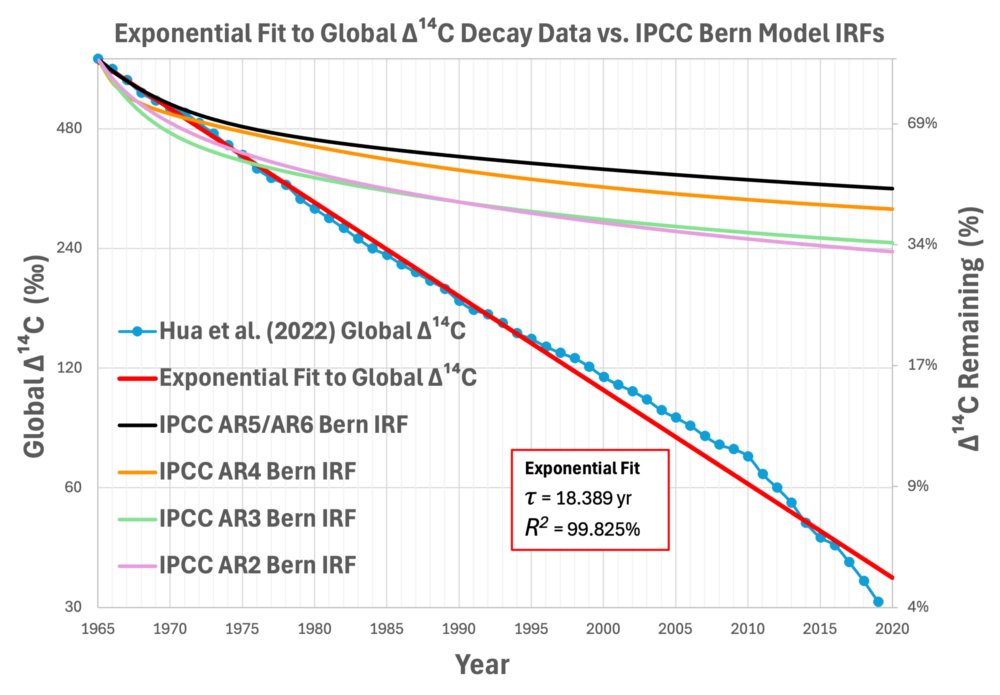 Exponential Fit to Global Δ¹⁴C Decay Data vs. IPCC Bern Model IRFs
Global Δ¹⁴C (‰)
480
240
120
60
30
69%
34%
17%
9%
4%
Δ¹⁴C Remaining (%)
Hua et al. (2022) Global Δ¹⁴C
Exponential Fit to Global Δ¹⁴C
IPCC AR5/AR6 Bern IRF
IPCC AR4 Bern IRF
IPCC AR3 Bern IRF
IPCC AR2 Bern IRF
Exponential Fit
τ = 18.389 yr
R² = 99.825%
1965 1970 1975 1980 1985 1990 1995 2000 2005 2010 2015 2020
Year